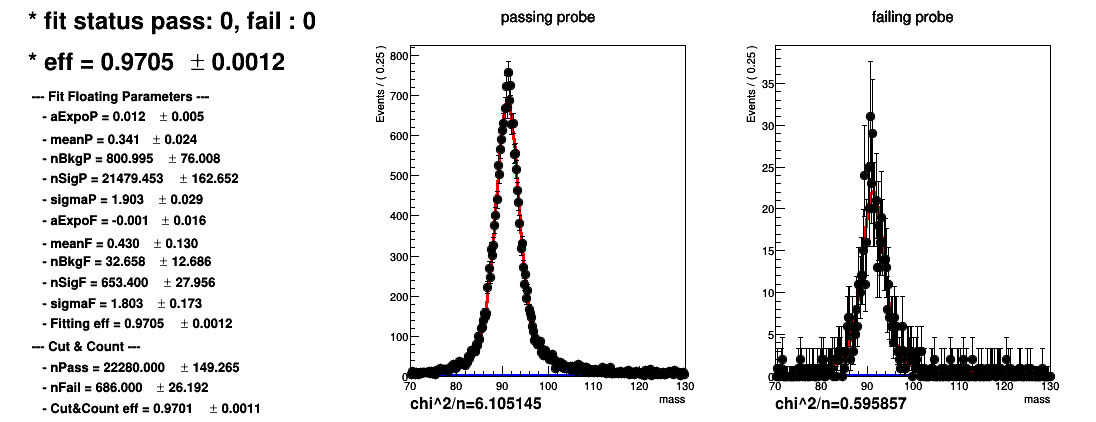 * fit status pass: 0, fail : 0
* eff = 0.9705 ± 0.0012
--- Fit Floating Parameters ---
- aExpoP = 0.012 ± 0.005
- meanP = 0.341 ± 0.024
- nBkgP = 800.995 ± 76.008
- nSigP = 21479.453 ± 162.652
- sigmaP = 1.903 ± 0.029
- aExpoF = -0.001 ± 0.016
- meanF = 0.430 ± 0.130
- nBkgF = 32.658 ± 12.686
- nSigF = 653.400 ± 27.956
- sigmaF = 1.803 ± 0.173
- Fitting eff = 0.9705 ± 0.0012
--- Cut & Count ---
- nPass = 22280.000 ± 149.265
- nFail = 686.000 ± 26.192
- Cut&Count eff = 0.9701 ± 0.0011
passing probe
Events / ( 0.25 )
800
700
600
500
400
300
200
100
0
70 80 90 100 110 120 130
mass
chi^2/n=6.105145
failing probe
Events / ( 0.25 )
35
30
25
20
15
10
5
0
70 80 90 100 110 120 130
mass
chi^2/n=0.595857